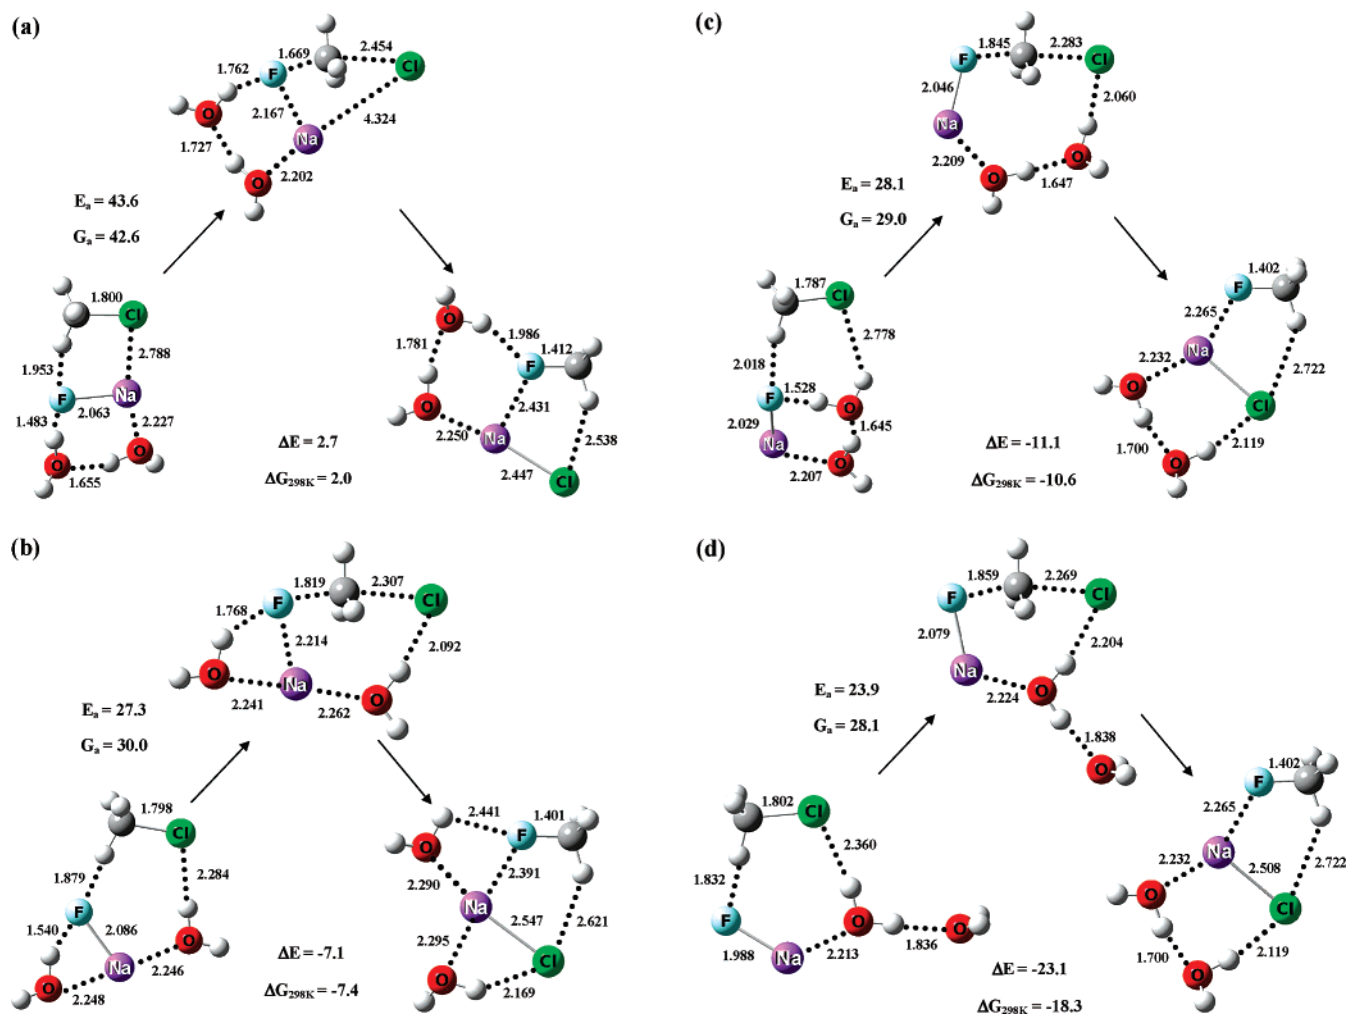 (a)
1.669
2.454
1.762
F
Cl
O
2.167
4.324
Na
1.727
2.202
O
E_a = 43.6
G_a = 42.6
1.800
Cl
2.788
1.953
F
Na
2.063
1.483
2.227
O
O
1.655
O
1.986
1.781
1.412
F
O
2.431
2.250
Na
2.538
2.447
Cl
ΔE = 2.7
ΔG298K = 2.0
(c)
1.845
2.283
F
Cl
2.046
2.060
Na
2.209
O
O
1.647
E_a = 28.1
G_a = 29.0
1.787
Cl
2.778
2.018
F
1.528
O
2.029
1.645
Na
O
2.207
1.402
F
2.265
2.232
Na
2.722
O
Cl
2.119
1.700
O
ΔE = -11.1
ΔG298K = -10.6
(b)
1.819
2.307
F
Cl
1.768
2.214
2.092
O
Na
2.241
2.262
O
E_a = 27.3
G_a = 30.0
1.798
Cl
1.879
2.284
F
2.086
1.540
O
Na
2.246
O
2.248
2.441
1.401
F
O
2.290
2.391
Na
2.547
2.621
2.295
Cl
O
2.169
ΔE = -7.1
ΔG298K = -7.4
(d)
1.859
2.269
F
Cl
2.079
2.204
Na
O
2.224
1.838
O
E_a = 23.9
G_a = 28.1
1.802
Cl
2.360
1.832
F
O
O
1.836
1.988
Na
2.213
1.402
F
2.265
2.232
Na
2.508
2.722
O
Cl
1.700
2.119
O
ΔE = -23.1
ΔG298K = -18.3